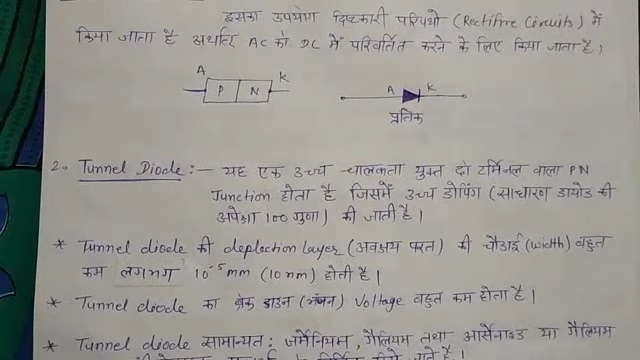 इसका उपयोग दिष्टकारी परिपथो (Rectifire Circuits) में
किया जाता है अर्थात AC को DC में परिवर्तित करने के लिए किया जाता है।
A K
P N
A K
प्रतिक
2. Tunnel Diode :— यह एक उच्च चालकता युक्त दो टर्मिनल वाला PN
Junction होता है जिसमें उच्च डोपिंग (साधारण डायोड की
अपेक्षा 100 गुणा) की जाती है।
* Tunnel diode की deplection Layer (अवक्षय परत) की चौडाई (width) बहुत
कम लगभग 10⁻⁵ mm (10 nm) होती है।
* Tunnel diode का ब्रेक डाउन (भंजन) Voltage बहुत कम होता है।
* Tunnel diode सामान्यत: जर्मेनियम, गैलियम तथा आर्सेनाइड या गैलियम